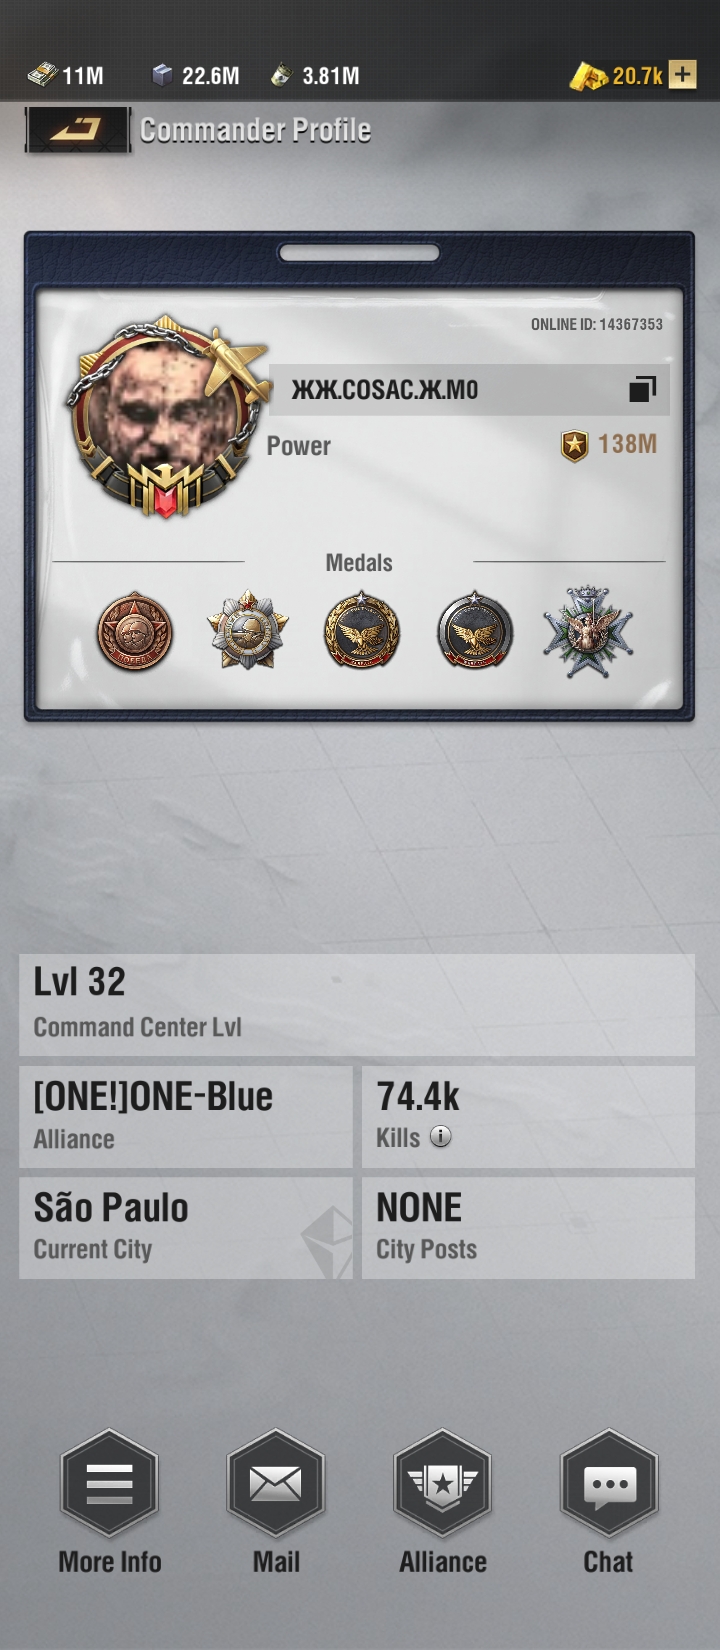 11M 22.6M 3.81M 20.7k
Commander Profile
ONLINE ID: 14367353
ЖЖ.COSAC.Ж.M0
Power 138M
Medals
ПОБЕДА
Lvl 32
Command Center Lvl
[ONE!]ONE-Blue 74.4k
Alliance Kills
São Paulo NONE
Current City City Posts
More Info Mail Alliance Chat